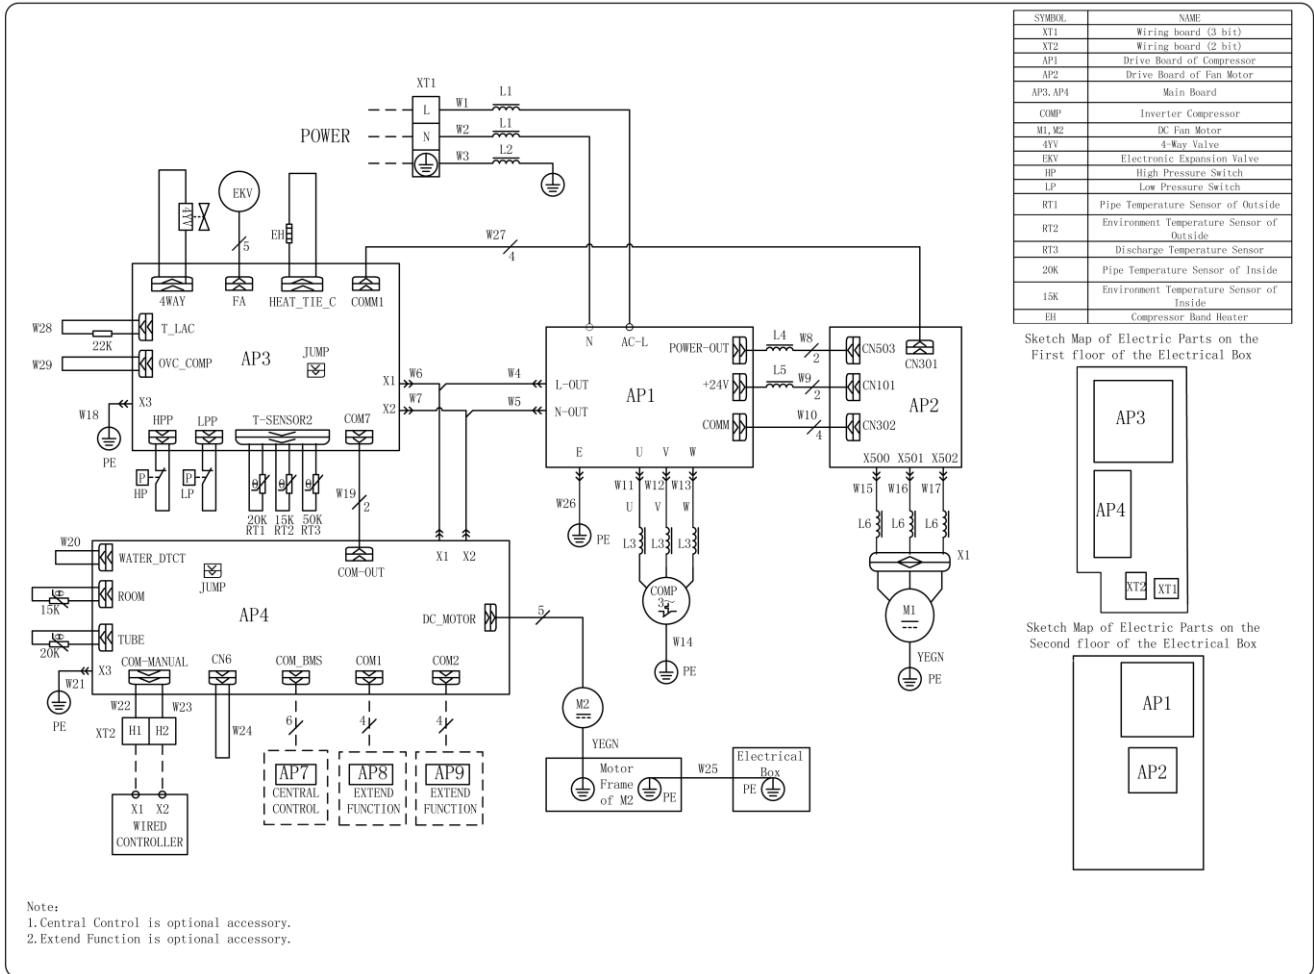 SYMBOL NAME
XT1 Wiring board (3 bit)
XT2 Wiring board (2 bit)
AP1 Drive Board of Compressor
AP2 Drive Board of Fan Motor
AP3.AP4 Main Board
COMP Inverter Compressor
M1,M2 DC Fan Motor
4YV 4-Way Valve
EKV Electronic Expansion Valve
HP High Pressure Switch
LP Low Pressure Switch
RT1 Pipe Temperature Sensor of Outside
RT2 Environment Temperature Sensor of
Outside
RT3 Discharge Temperature Sensor
20K Pipe Temperature Sensor of Inside
15K Environment Temperature Sensor of
Inside
EH Compressor Band Heater
XT1
L W1 L1
POWER N W2 L1
W3 L2
4YV
EKV
5
EH
W27
4
4WAY FA HEAT_TIE_C COMM1
W28 T_LAC
22K
W29 OVC_COMP
AP3
JUMP
X1 W6
X2 W7
X3
W18
PE
HPP LPP T-SENSOR2 COM7
P HP
P LP
θ θ θ
20K 15K 50K
RT1 RT2 RT3
W19
2
N AC-L
W4 L-OUT
W5 N-OUT
AP1
POWER-OUT L4 W8
2
+24V L5 W9
2
COMM W10
4
E U V W
W26 W11 W12 W13
U V W
PE
L3 L3 L3
COMP
3~
W14
PE
CN503 CN301
CN101
AP2
CN302
X500 X501 X502
W15 W16 W17
L6 L6 L6
X1
M1
YEGN
PE
W20 WATER_DTCT
JUMP
COM-OUT
X1 X2
θ 15K ROOM
AP4
DC_MOTOR 5
θ 20K TUBE
X3
W21
PE
COM-MANUAL CN6 COM_BMS COM1 COM2
W22 W23
XT2 H1 H2
W24
6 4 4
AP7 AP8 AP9
CENTRAL EXTEND EXTEND
CONTROL FUNCTION FUNCTION
X1 X2
WIRED
CONTROLLER
M2
YEGN
Motor
Frame
of M2
PE
W25
Electrical
Box
PE
Sketch Map of Electric Parts on the
First floor of the Electrical Box
AP3
AP4
XT2 XT1
Sketch Map of Electric Parts on the
Second floor of the Electrical Box
AP1
AP2
Note:
1.Central Control is optional accessory.
2.Extend Function is optional accessory.